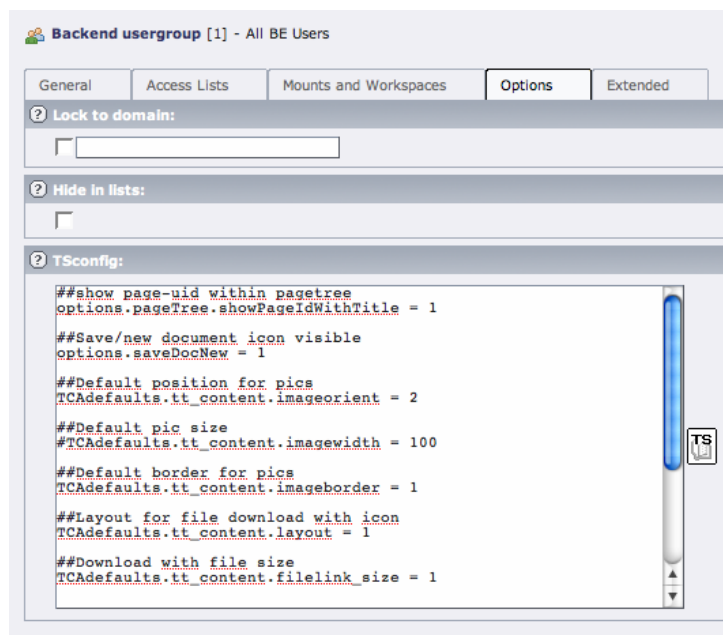 Backend usergroup [1] - All BE Users
General Access Lists Mounts and Workspaces Options Extended
? Lock to domain:
? Hide in lists:
? TSconfig:
##show page-uid within pagetree
options.pageTree.showPageIdWithTitle = 1
##Save/new document icon visible
options.saveDocNew = 1
##Default position for pics
TCAdefaults.tt_content.imageorient = 2
##Default pic size
#TCAdefaults.tt_content.imagewidth = 100
##Default border for pics
TCAdefaults.tt_content.imageborder = 1
##Layout for file download with icon
TCAdefaults.tt_content.layout = 1
##Download with file size
TCAdefaults.tt_content.filelink_size = 1
TS